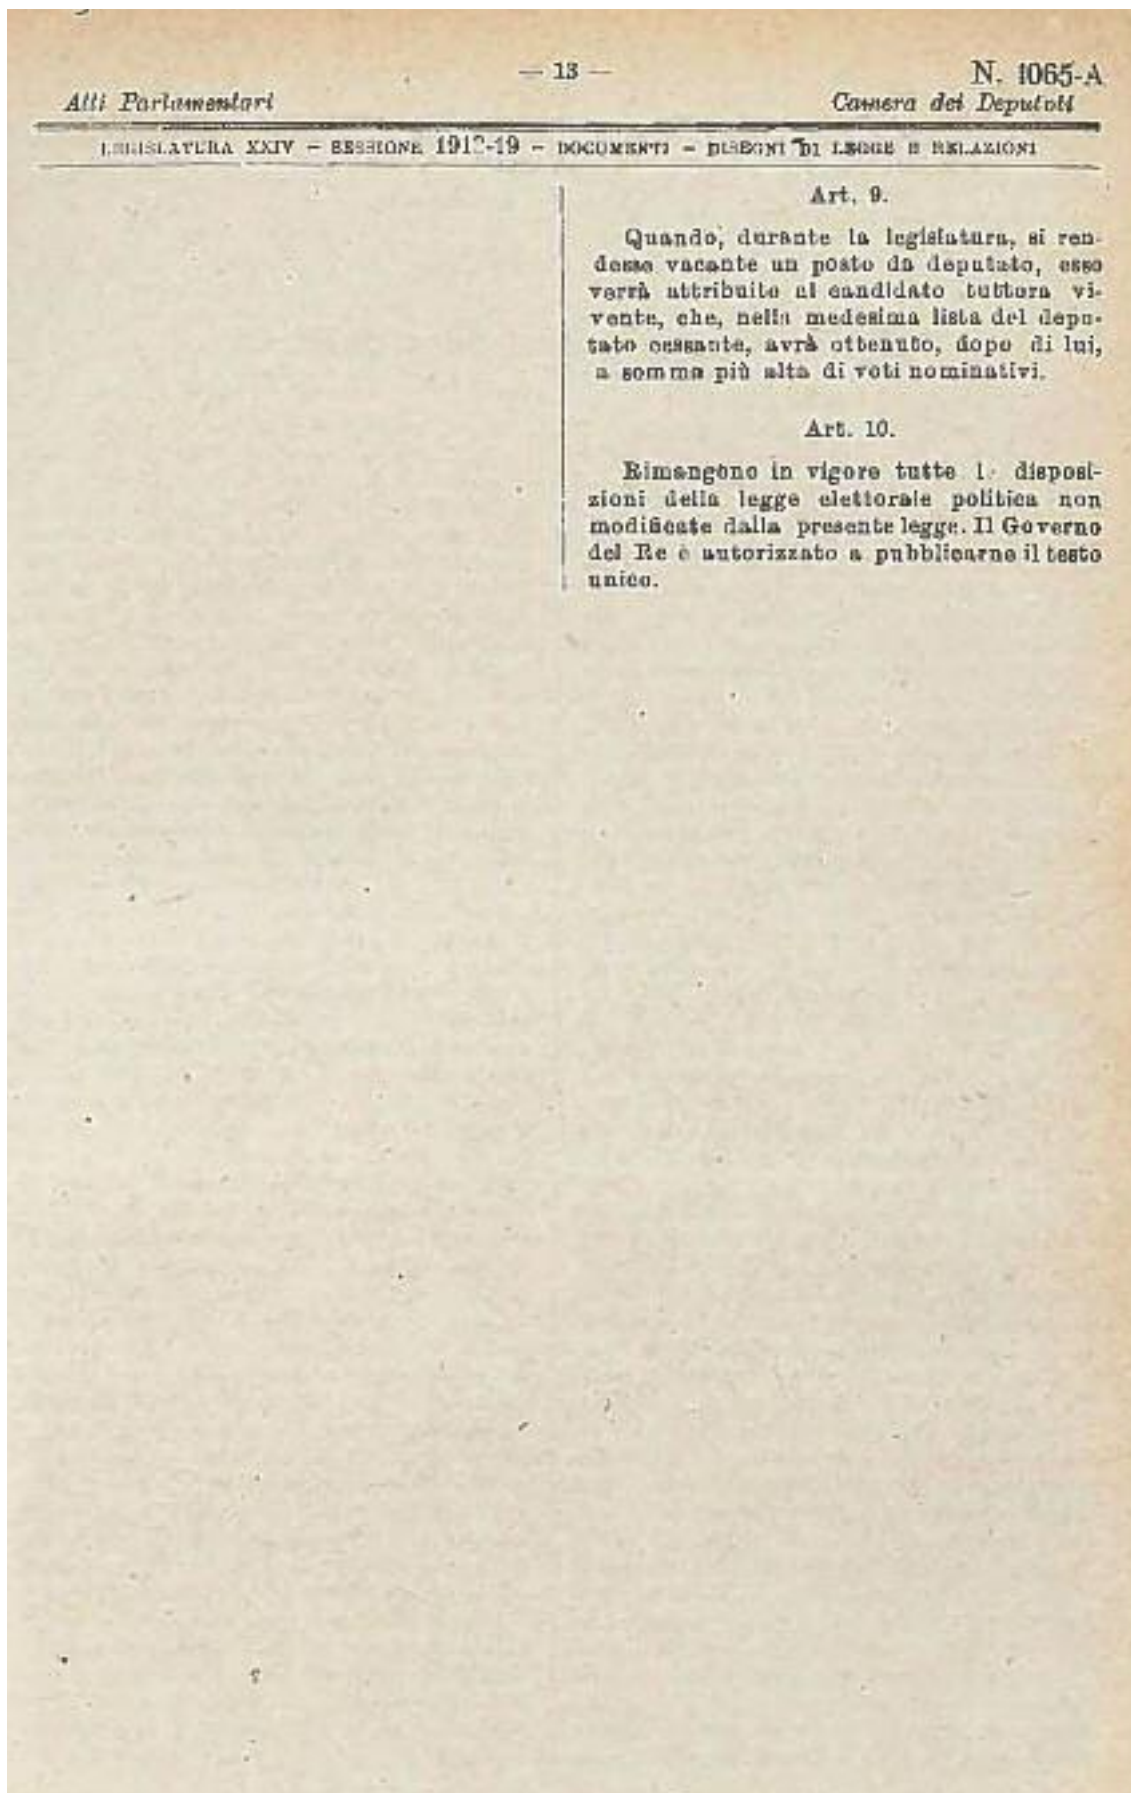 — 13 —
N. 1065-A
Atti Parlamentari
Camera dei Deputati
LEGISLATURA XXIV – SESSIONE 1913-19 – DOCUMENTI – DISEGNI DI LEGGE E RELAZIONI
Art. 9.
Quando, durante la legislatura, si ren-
desse vacante un posto da deputato, esso
verrà attribuito al candidato tuttora vi-
vente, che, nella medesima lista del depu-
tato cessante, avrà ottenuto, dopo di lui,
a somma più alta di voti nominativi.
Art. 10.
Rimangono in vigore tutte l disposi-
zioni della legge elettorale politica non
modificate dalla presente legge. Il Governo
del Re è autorizzato a pubblicarne il testo
unico.